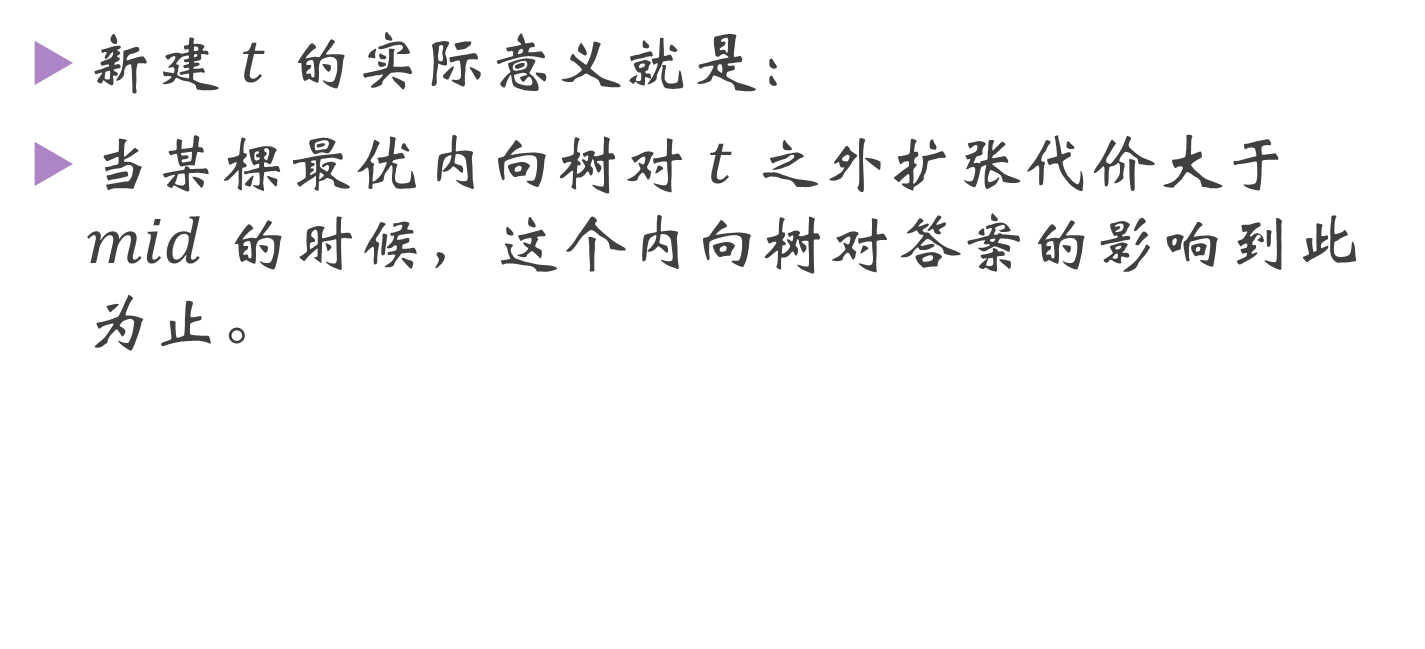 新建 t 的实际意义就是：
当某棵最优内向树对 t 之外扩张代价大于
mid 的时候，这个内向树对答案的影响到此
为止。